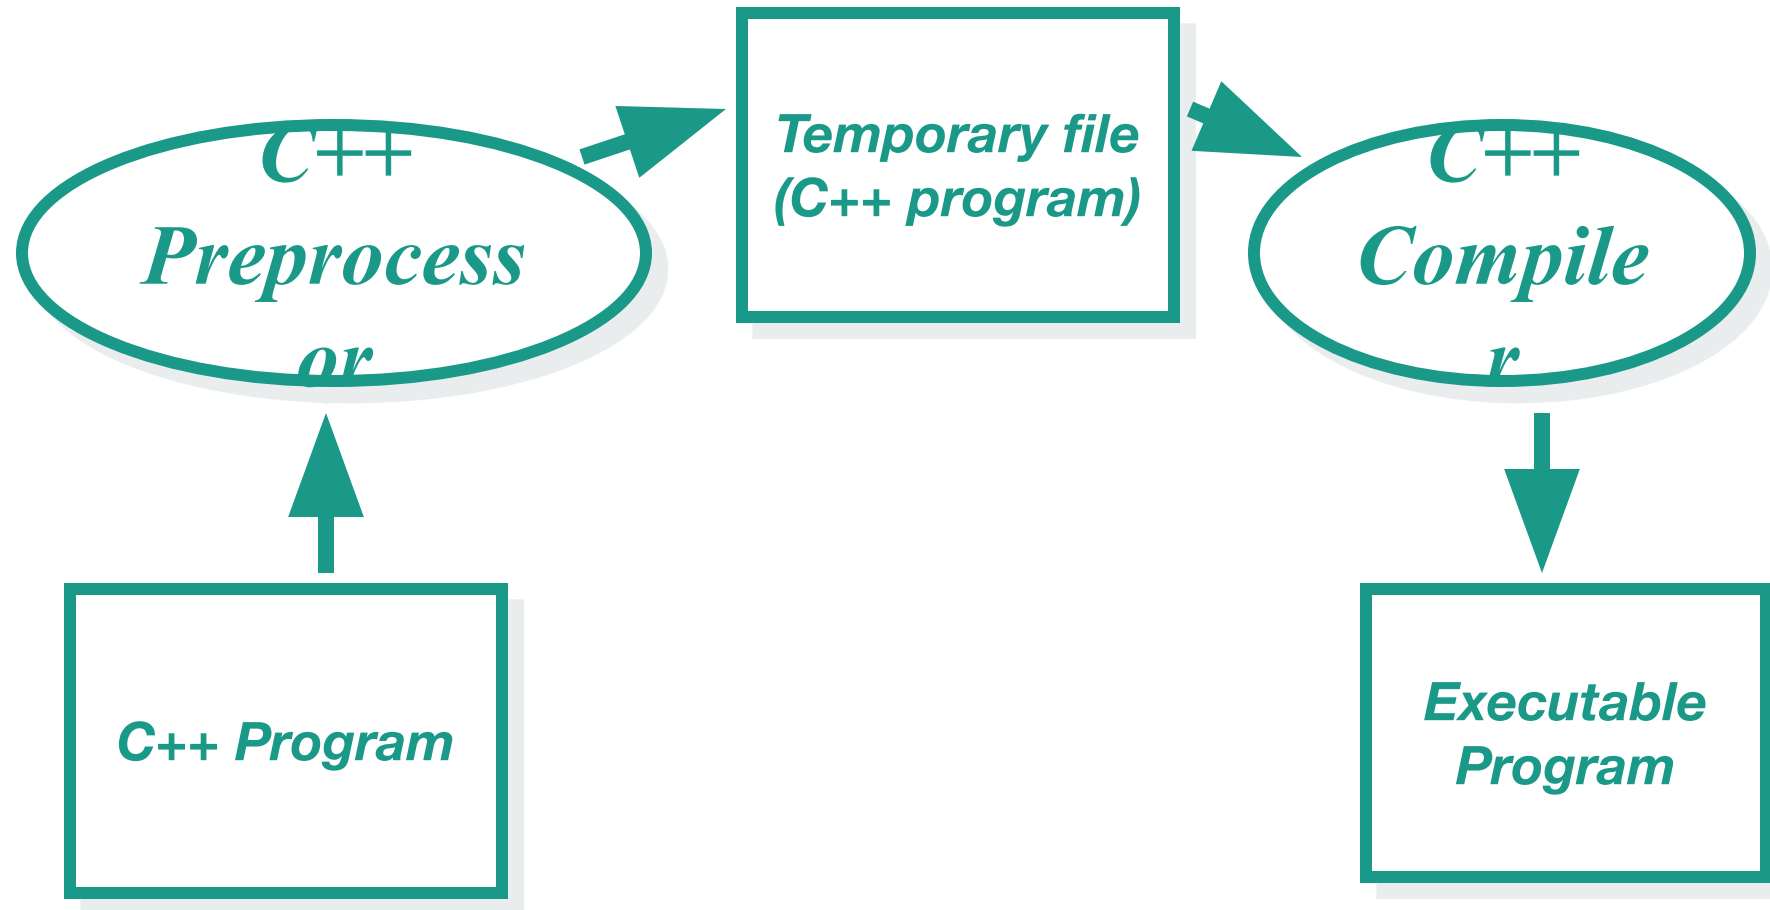 C++
Preprocess
or
Temporary file
(C++ program)
C++
Compile
r
C++ Program
Executable
Program